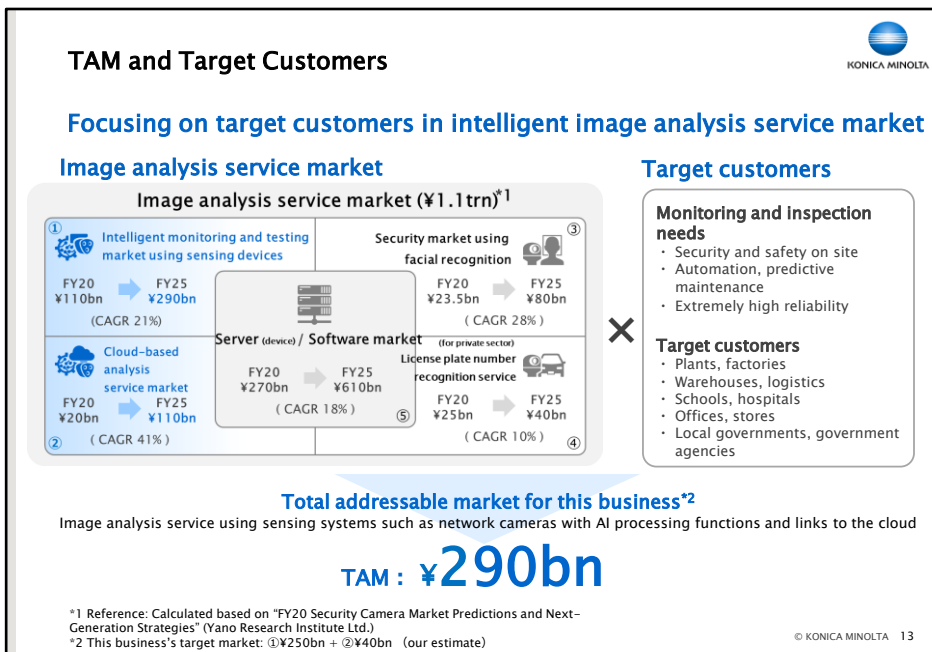 TAM and Target Customers
KONICA MINOLTA
Focusing on target customers in intelligent image analysis service market
Image analysis service market
Target customers
Image analysis service market (¥1.1trn)*1
①
Intelligent monitoring and testing
market using sensing devices
FY20
¥110bn
FY25
¥290bn
(CAGR 21%)
③
Security market using
facial recognition
FY20
¥23.5bn
FY25
¥80bn
( CAGR 28% )
Server (device) / Software market
FY20
¥270bn
FY25
¥610bn
( CAGR 18% )
⑤
Cloud-based
analysis
service market
FY20
¥20bn
FY25
¥110bn
( CAGR 41% )
②
(for private sector)
License plate number
recognition service
FY20
¥25bn
FY25
¥40bn
( CAGR 10% )
④
×
Monitoring and inspection
needs
・ Security and safety on site
・ Automation, predictive
maintenance
・ Extremely high reliability
Target customers
・ Plants, factories
・ Warehouses, logistics
・ Schools, hospitals
・ Offices, stores
・ Local governments, government
agencies
Total addressable market for this business*2
Image analysis service using sensing systems such as network cameras with AI processing functions and links to the cloud
TAM : ¥290bn
*1 Reference: Calculated based on “FY20 Security Camera Market Predictions and Next-
Generation Strategies” (Yano Research Institute Ltd.)
*2 This business’s target market: ①¥250bn + ②¥40bn （our estimate）
© KONICA MINOLTA 13